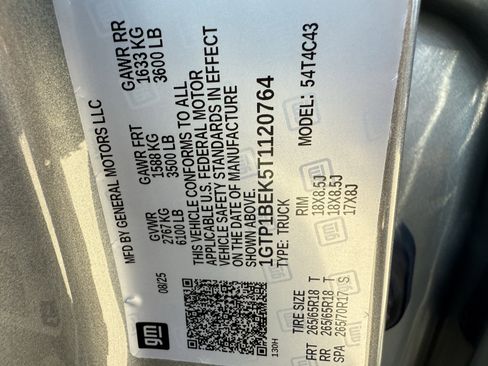 MFD BY GENERAL MOTORS LLC
08/25
GVWR
2767 KG
6100 LB
GAWR FRT
1588 KG
3500 LB
GAWR RR
1633 KG
3600 LB
THIS VEHICLE CONFORMS TO ALL
APPLICABLE U.S. FEDERAL MOTOR
VEHICLE SAFETY STANDARDS IN EFFECT
ON THE DATE OF MANUFACTURE
1GTP1BEK5T1120764
TYPE: TRUCK
MODEL: 54T4C43
gm
130H
TIRE SIZE RIM
FRT 265/65R18 T 18X8.5J
RR 265/65R18 T 18X8.5J
SPA 265/70R17 S 17X8J